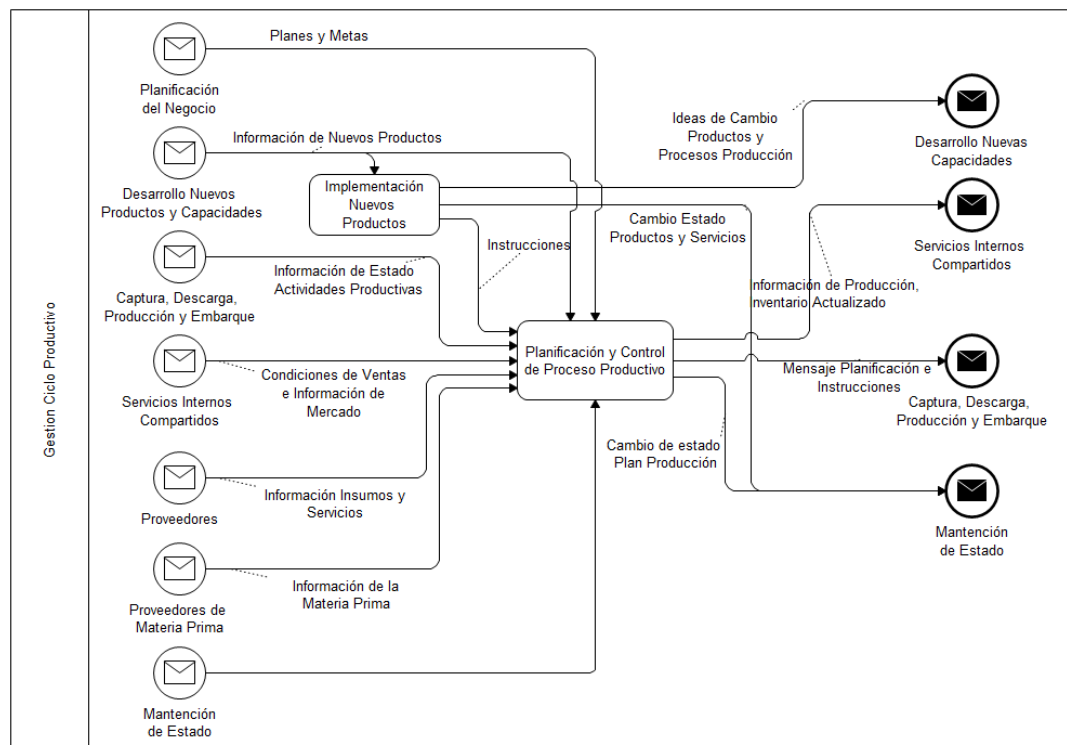 Gestion Ciclo Productivo
Planes y Metas
Planificación
del Negocio
Información de Nuevos Productos
Desarrollo Nuevos
Productos y Capacidades
Implementación
Nuevos
Productos
Ideas de Cambio
Productos y
Procesos Producción
Desarrollo Nuevas
Capacidades
Cambio Estado
Productos y Servicios
Instrucciones
Servicios Internos
Compartidos
Información de Estado
Actividades Productivas
Captura, Descarga,
Producción y Embarque
Información de Producción,
Inventario Actualizado
Planificación y Control
de Proceso Productivo
Condiciones de Ventas
e Información de
Mercado
Servicios Internos
Compartidos
Mensaje Planificación e
Instrucciones
Captura, Descarga,
Producción y Embarque
Cambio de estado
Plan Producción
Información Insumos y
Servicios
Proveedores
Mantención
de Estado
Información de la
Materia Prima
Proveedores de
Materia Prima
Mantención
de Estado